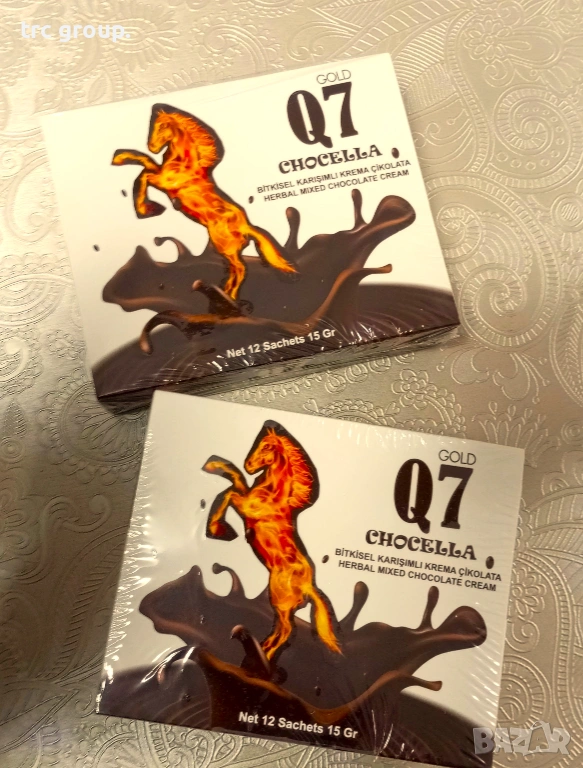 trc group.
GOLD
Q7
CHOCELLA
BİTKİSEL KARIŞIMLI KREMA ÇİKOLATA
HERBAL MIXED CHOCOLATE CREAM
Net 12 Sachets 15 Gr
GOLD
Q7
CHOCELLA
BİTKİSEL KARIŞIMLI KREMA ÇİKOLATA
HERBAL MIXED CHOCOLATE CREAM
Net 12 Sachets 15 Gr
BAZAR